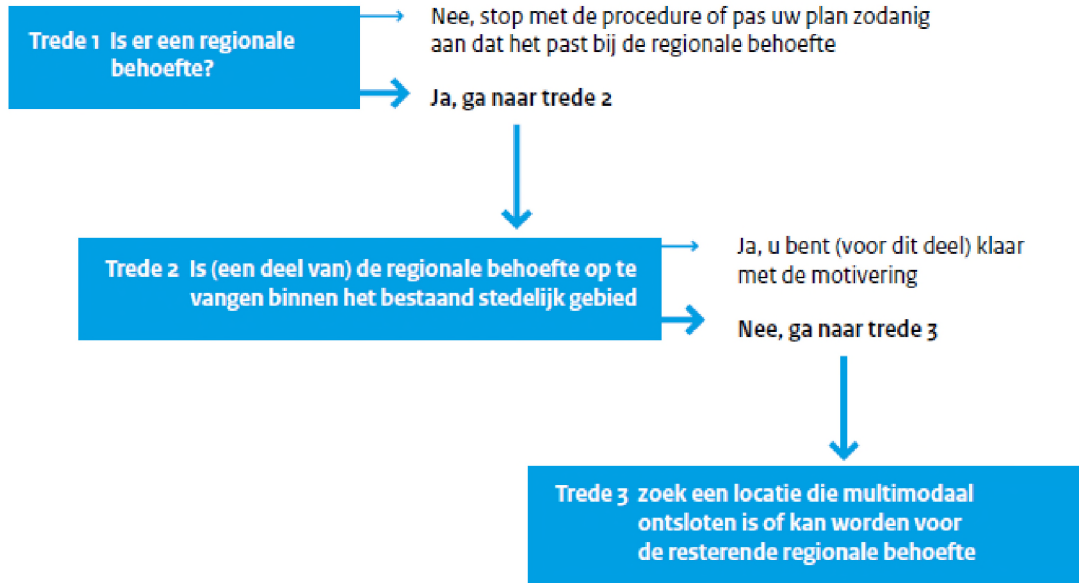 Trede 1 Is er een regionale
behoefte?
Nee, stop met de procedure of pas uw plan zodanig
aan dat het past bij de regionale behoefte
Ja, ga naar trede 2
Trede 2 Is (een deel van) de regionale behoefte op te
vangen binnen het bestaand stedelijk gebied
Ja, u bent (voor dit deel) klaar
met de motivering
Nee, ga naar trede 3
Trede 3 zoek een locatie die multimodaal
ontsloten is of kan worden voor
de resterende regionale behoefte